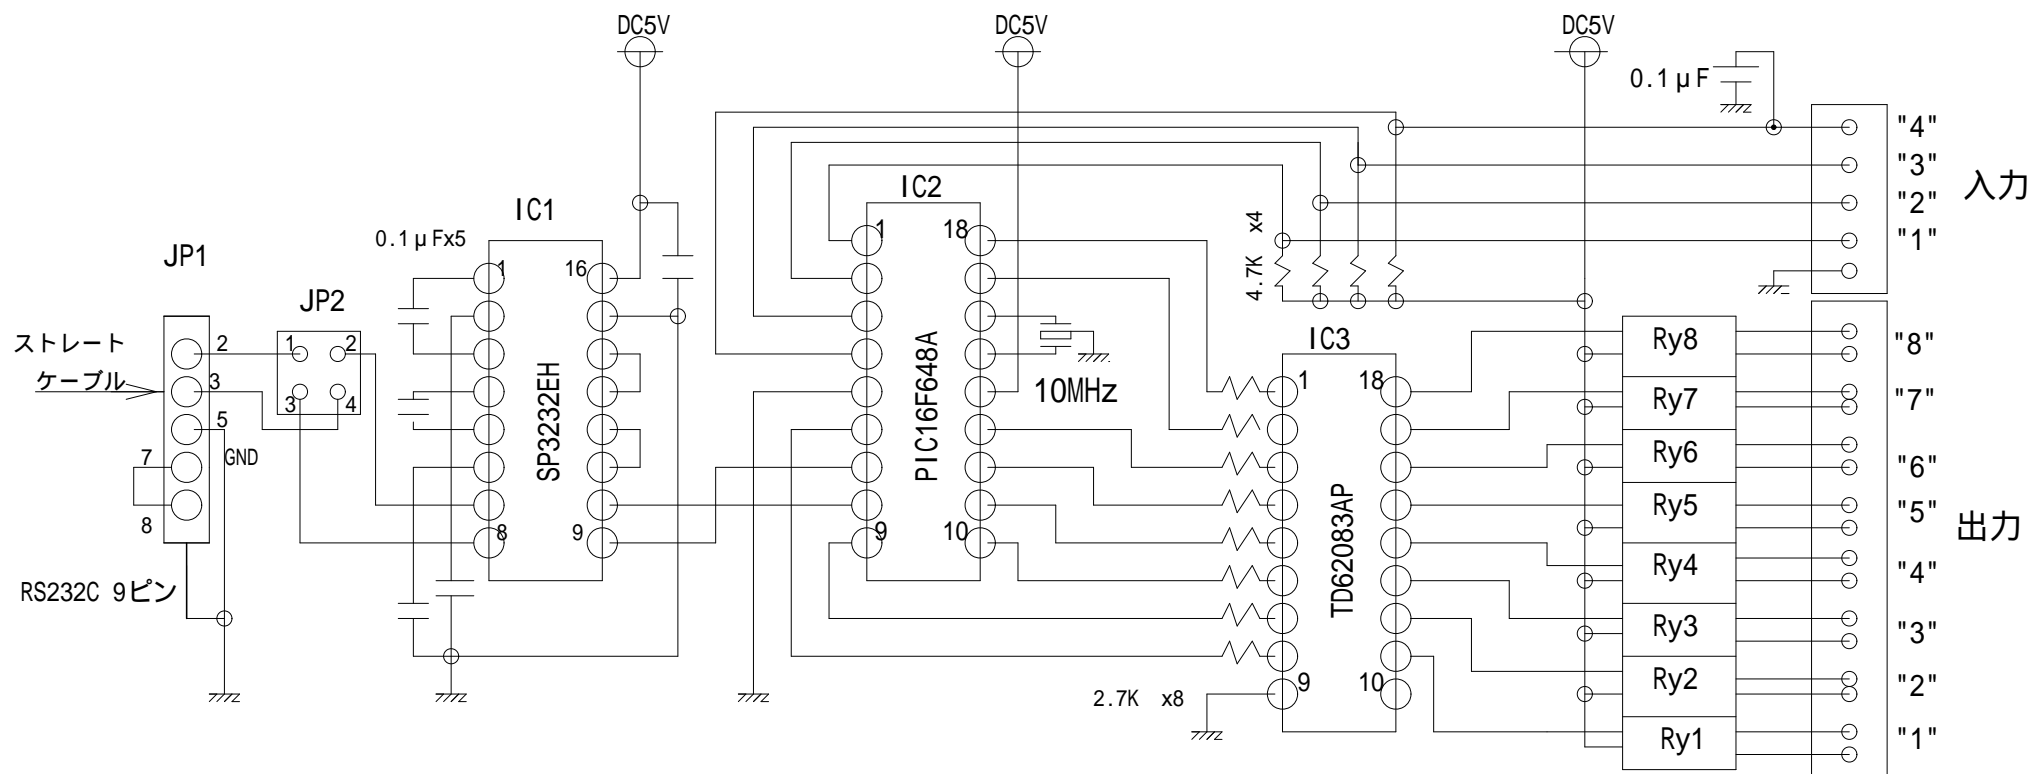 DC5V
DC5V
DC5V
0.1μF
"4"
"3"
"2"
"1"
入力
IC1
IC2
0.1μFx5
4.7K x4
JP1
JP2
1
16
1
18
SP3232EH
PIC16F648A
10MHz
8
9
9
10
ストレート
ケーブル
2
3
5
7
8
GND
1
2
3
4
RS232C 9ピン
IC3
1
18
TD62083AP
9
10
2.7K x8
Ry8
Ry7
Ry6
Ry5
Ry4
Ry3
Ry2
Ry1
"8"
"7"
"6"
"5"
"4"
"3"
"2"
"1"
出力